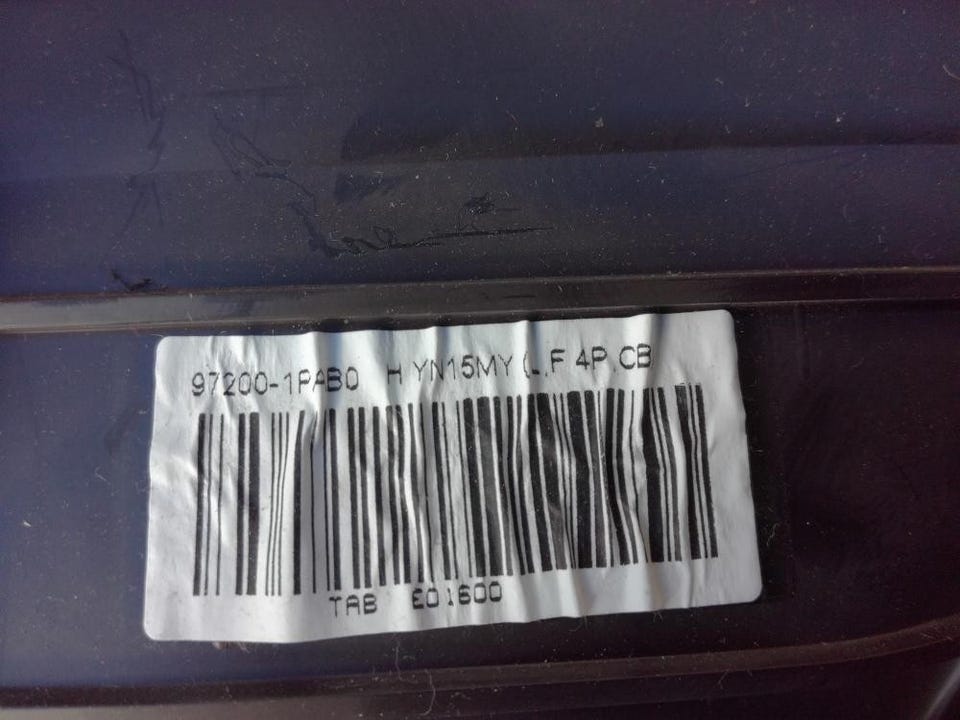 97200-1PAB0 H YN15MY (L.F 4P.CB
TAB E01600